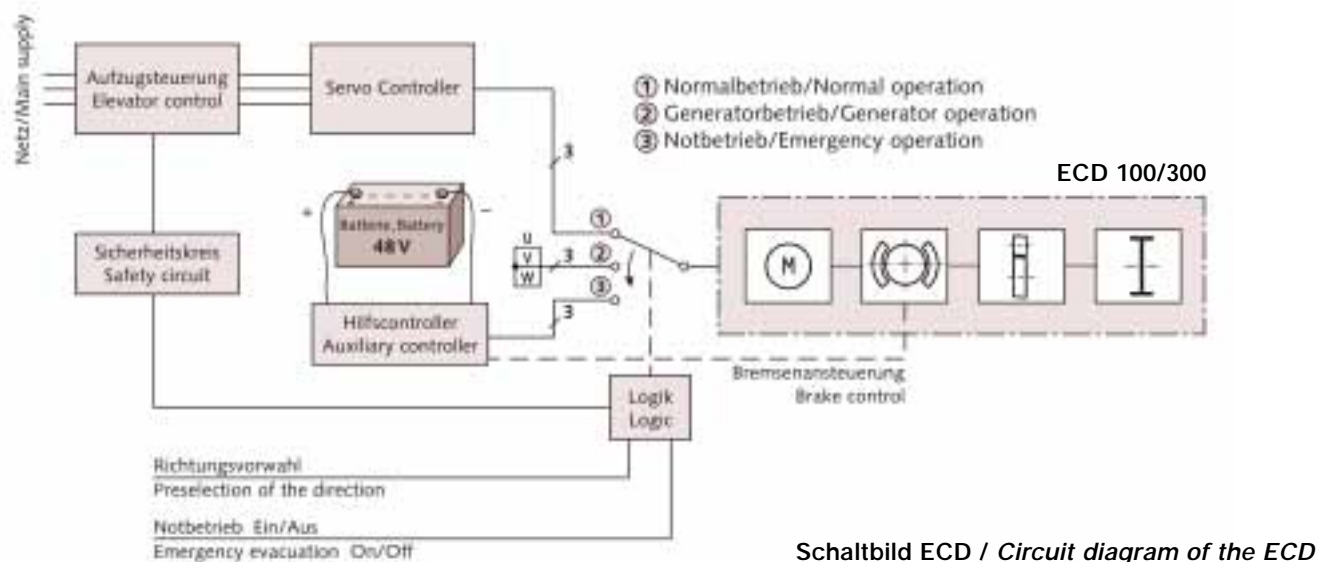 Netz/Main supply
Aufzugsteuerung
Elevator control
Servo Controller
① Normalbetrieb/Normal operation
② Generatorbetrieb/Generator operation
③ Notbetrieb/Emergency operation
ECD 100/300
3
+
–
Batterie, Battery
48 V
Sicherheitskreis
Safety circuit
①
U
V
W
3
②
③
M
Hilfscontroller
Auxiliary controller
3
Bremsenansteuerung
Brake control
Logik
Logic
Richtungsvorwahl
Preselection of the direction
Notbetrieb Ein/Aus
Emergency evacuation On/Off
Schaltbild ECD / Circuit diagram of the ECD